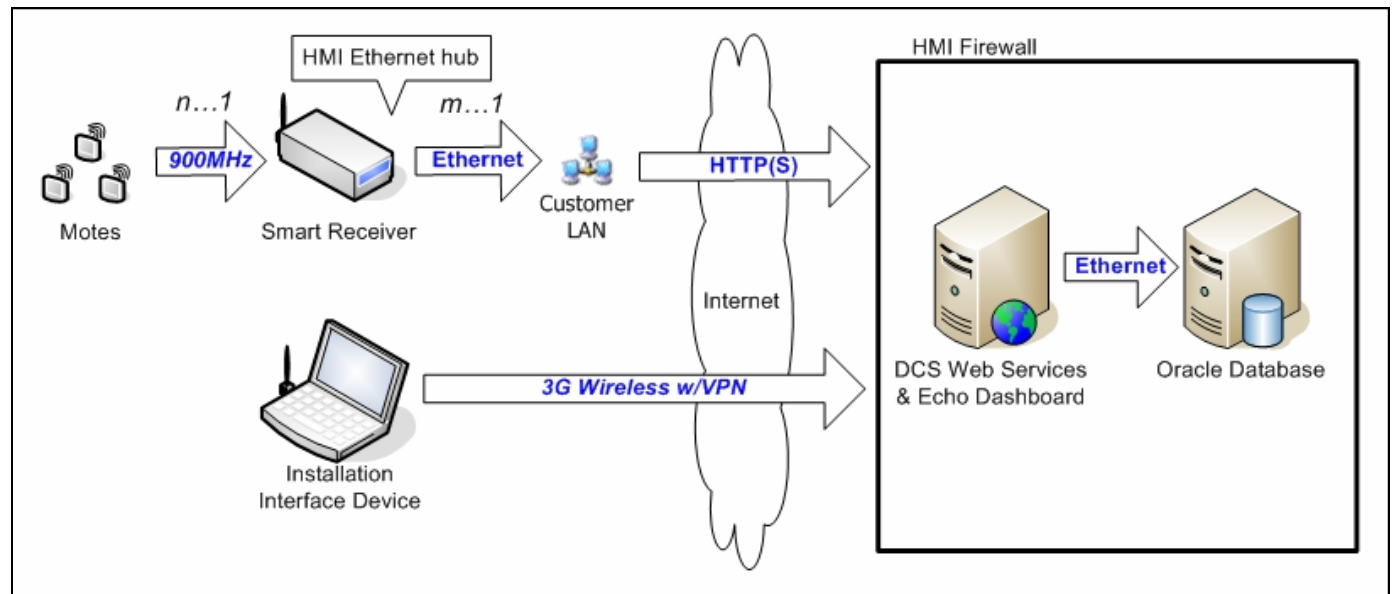 HMI Firewall
HMI Ethernet hub
n...1
m...1
900MHz
Ethernet
HTTP(S)
Motes
Smart Receiver
Customer
LAN
Internet
Ethernet
DCS Web Services
& Echo Dashboard
Oracle Database
3G Wireless w/VPN
Installation
Interface Device